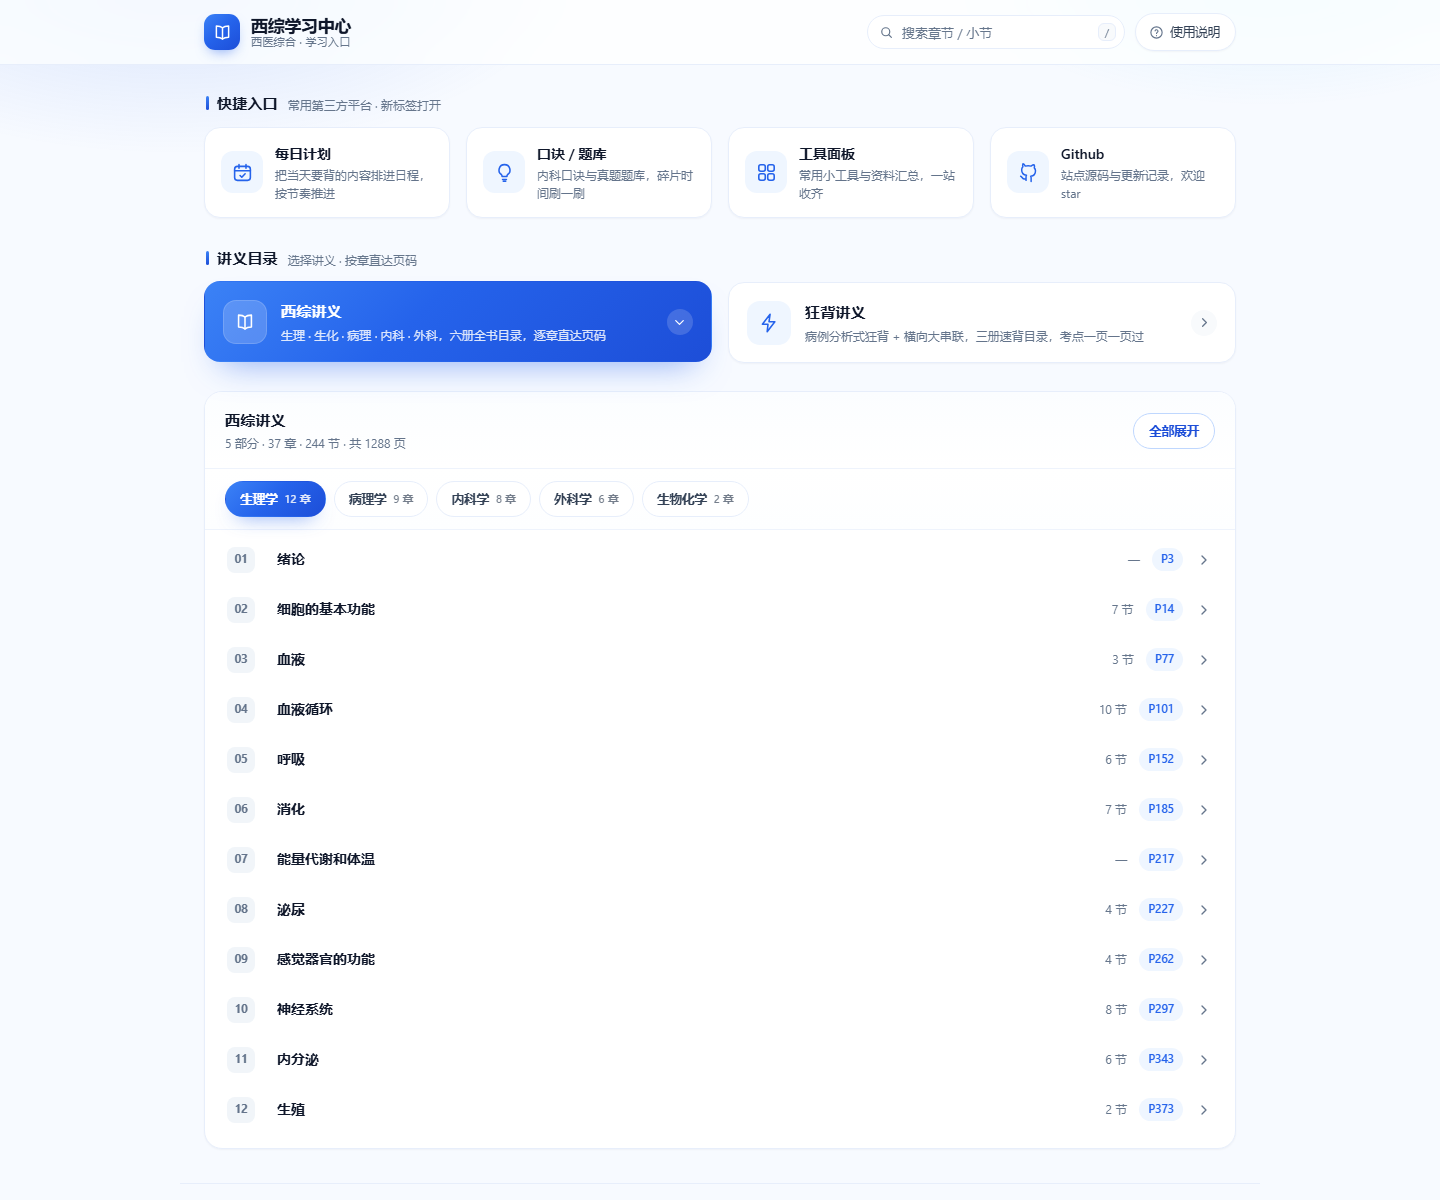 西综学习中心
西医综合 · 学习入口
搜索章节 / 小节
/
使用说明
快捷入口 常用第三方平台 · 新标签打开
每日计划
把当天要背的内容排进日程，
按节奏推进
口诀 / 题库
内科口诀与真题题库，碎片时
间刷一刷
工具面板
常用小工具与资料汇总，一站
收齐
Github
站点源码与更新记录，欢迎
star
讲义目录 选择讲义 · 按章直达页码
西综讲义
生理 · 生化 · 病理 · 内科 · 外科，六册全书目录，逐章直达页码
狂背讲义
病例分析式狂背 + 横向大串联，三册速背目录，考点一页一页过
西综讲义
5 部分 · 37 章 · 244 节 · 共 1288 页
全部展开
生理学 12 章 病理学 9 章 内科学 8 章 外科学 6 章 生物化学 2 章
01 绪论 — P3
02 细胞的基本功能 7 节 P14
03 血液 3 节 P77
04 血液循环 10 节 P101
05 呼吸 6 节 P152
06 消化 7 节 P185
07 能量代谢和体温 — P217
08 泌尿 4 节 P227
09 感觉器官的功能 4 节 P262
10 神经系统 8 节 P297
11 内分泌 6 节 P343
12 生殖 2 节 P373